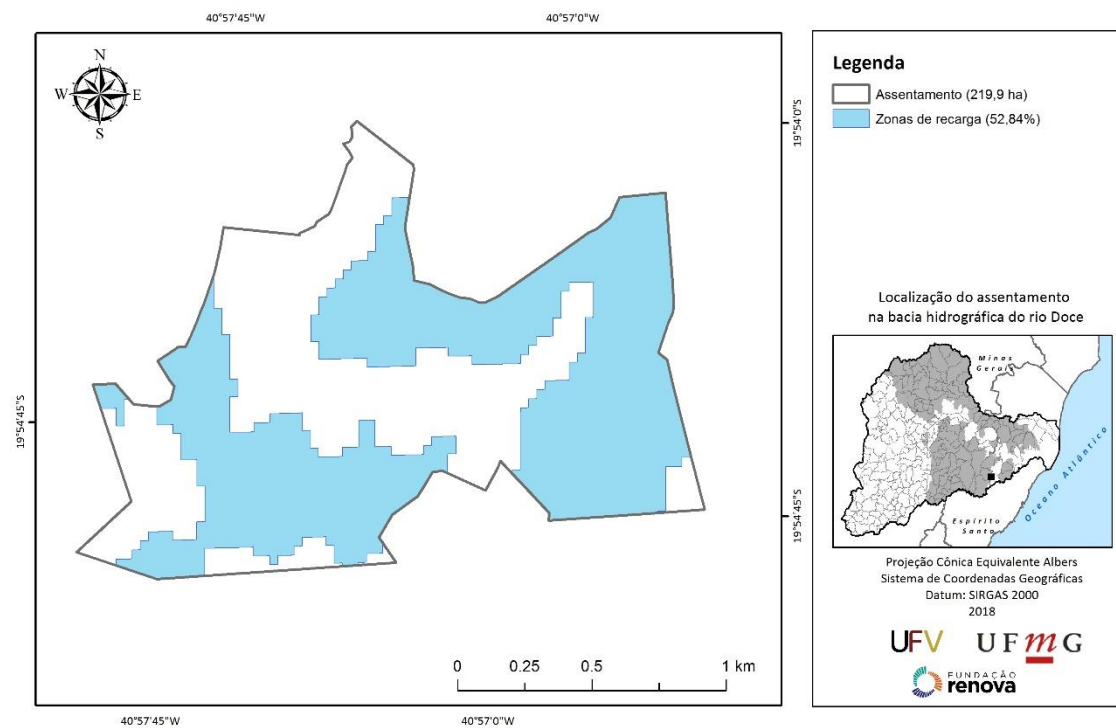 40°57'45"W
40°57'0"W
N
W
E
S
19°54'0"S
19°54'45"S
19°54'45"S
0
0.25
0.5
1 km
40°57'45"W
40°57'0"W
Legenda
Assentamento (219,9 ha)
Zonas de recarga (52,84%)
Localização do assentamento
na bacia hidrográfica do rio Doce
Minas
Gerais
Oceano Atlântico
Espírito
Santo
Projeção Cônica Equivalente Albers
Sistema de Coordenadas Geográficas
Datum: SIRGAS 2000
2018
UFV
UFmG
FUNDAÇÃO
renova